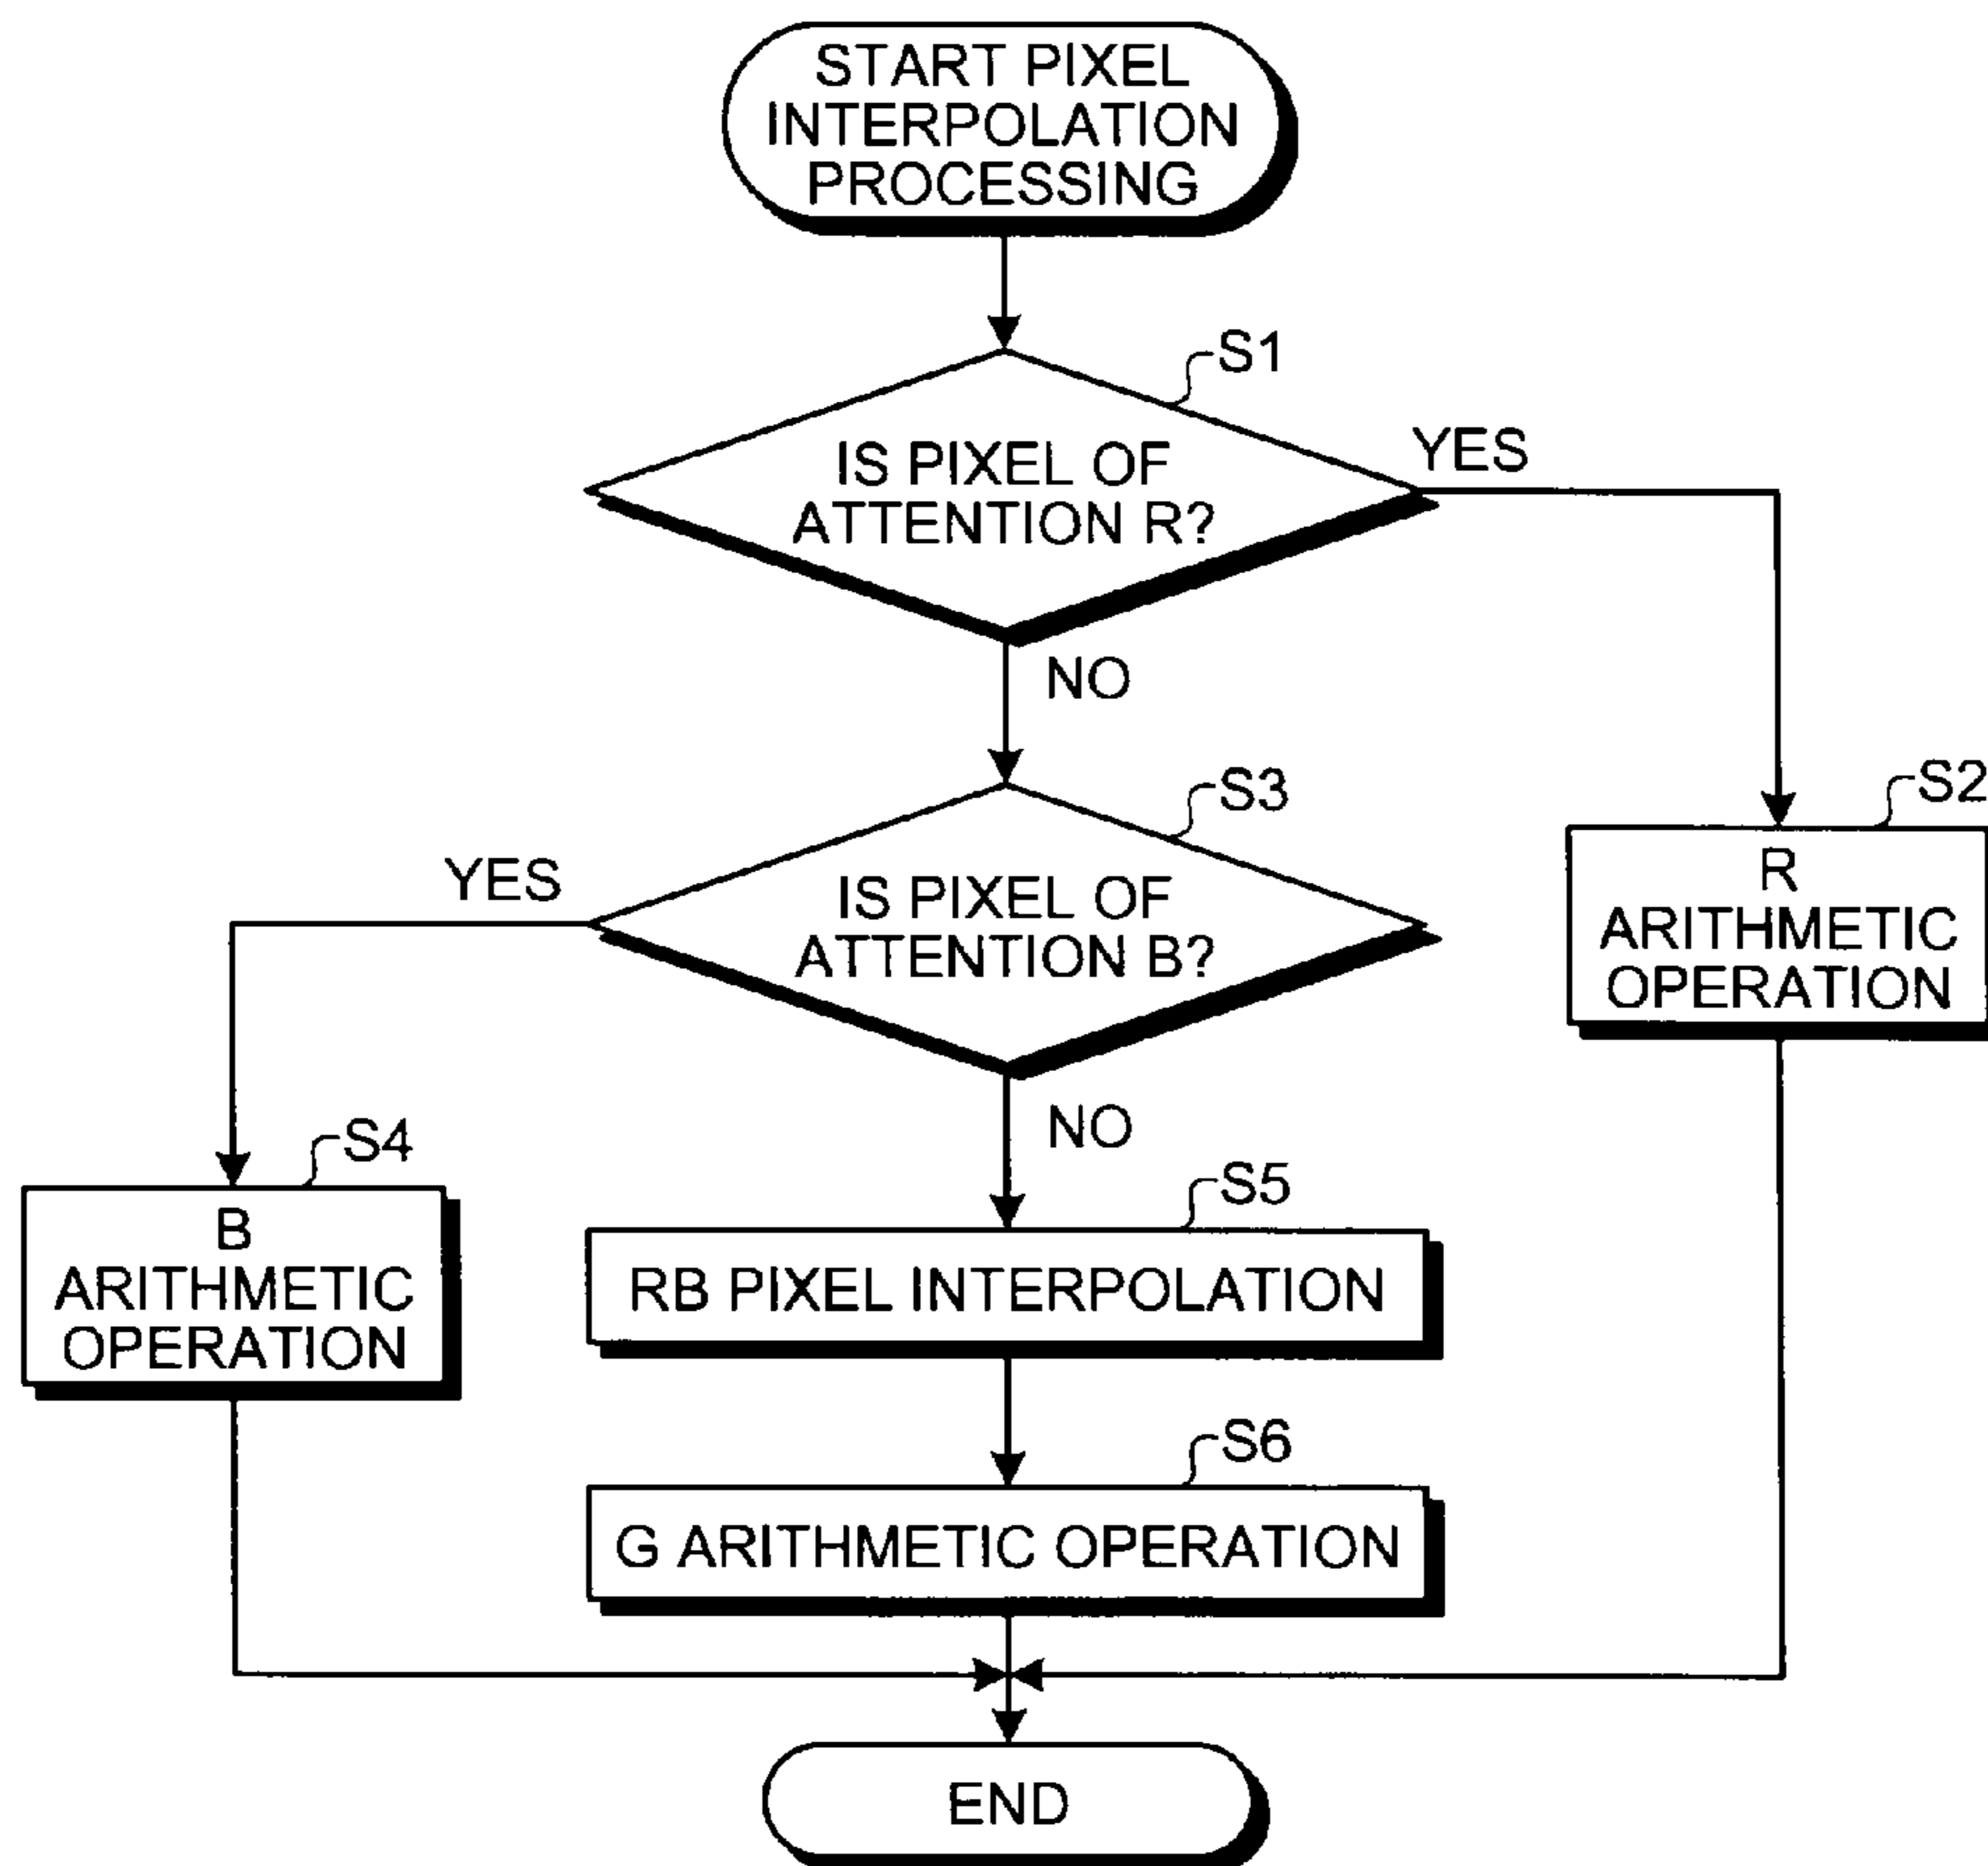 START PIXEL
INTERPOLATION
PROCESSING
S1
IS PIXEL OF
ATTENTION R?
YES
NO
S3
IS PIXEL OF
ATTENTION B?
YES
NO
S2
R
ARITHMETIC
OPERATION
S4
B
ARITHMETIC
OPERATION
S5
RB PIXEL INTERPOLATION
S6
G ARITHMETIC OPERATION
END